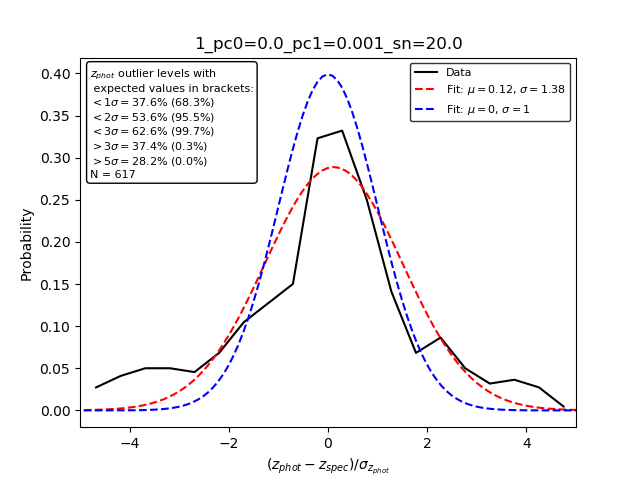 1_pc0=0.0_pc1=0.001_sn=20.0
z_phot outlier levels with
expected values in brackets:
<1σ=37.6% (68.3%)
<2σ=53.6% (95.5%)
<3σ=62.6% (99.7%)
>3σ=37.4% (0.3%)
>5σ=28.2% (0.0%)
N = 617
Data
Fit: μ=0.12, σ=1.38
Fit: μ=0, σ=1
0.40
0.35
0.30
0.25
0.20
0.15
0.10
0.05
0.00
Probability
−4 −2 0 2 4
(z_phot − z_spec)/σ_z_phot